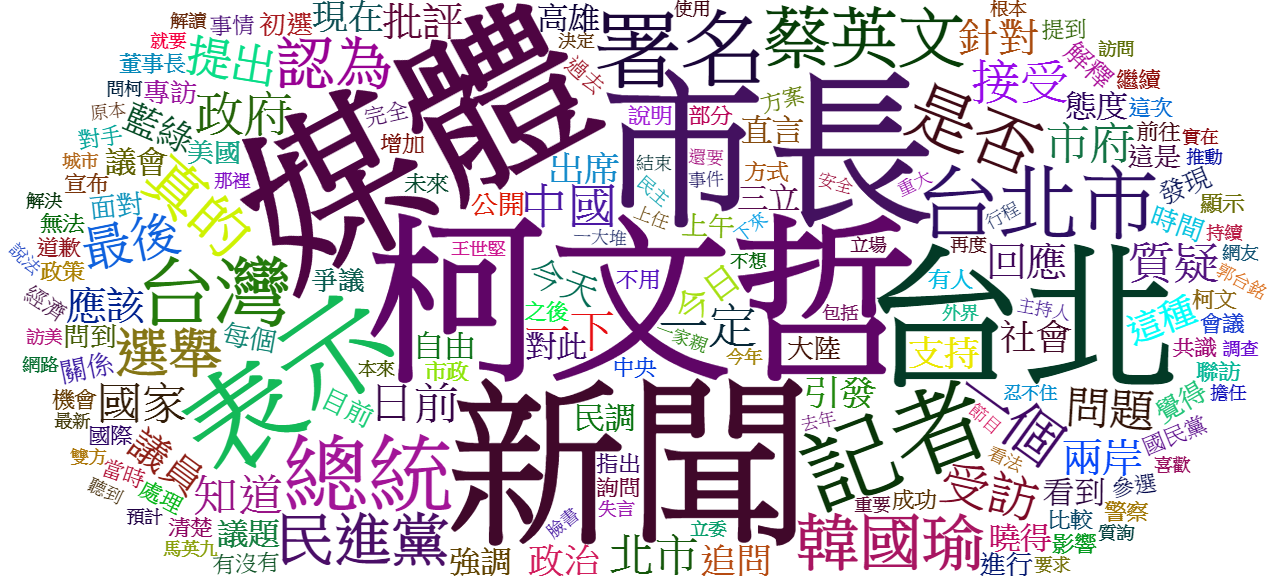 柯文哲
新聞
台北
市長
媒體
表示
記者
總統
台灣
蔡英文
韓國瑜
署名
台北市
民進黨
是否
一個
認為
選舉
最後
真的
政府
議員
受訪
接受
質疑
知道
國家
日前
中國
一定
一下
政治
北市
問題
兩岸
社會
回應
這種
市府
針對
提出
批評
現在
高雄
初選
事情
解讀
就要
董事長
問柯
專訪
原本
對手
藍綠
議會
美國
城市
宣布
那裡
解決
無法
面對
道歉
說法
政策
應該
爭議
經濟
訪美
問到
每個
網路
關係
機會
最新
國際
雙方
當時
處理
聽到
預計
清楚
議題
馬英九
有沒有
強調
追問
完全
增加
未來
過去
決定
使用
根本
提到
訪問
解釋
繼續
態度
這次
前往
實在
這是
推動
發現
顯示
時間
持續
網友
郭台銘
柯文
會議
共識
調查
聯訪
擔任
覺得
國民黨
喜歡
參選
看到
警察
比較
質詢
影響
曉得
進行
要求
說明
部分
方案
直言
還要
事件
方式
三立
結束
民主
安全
重大
出席
公開
上任
上午
下來
行程
一大堆
王世堅
不想
立場
再度
今天
不用
今日
有人
外界
主持人
之後
包括
對此
一家親
大陸
支持
自由
市政
本來
中央
今年
忍不住
目前
引發
民調
去年
節目
看法
指出
詢問
失言
臉書
立委
重要
成功